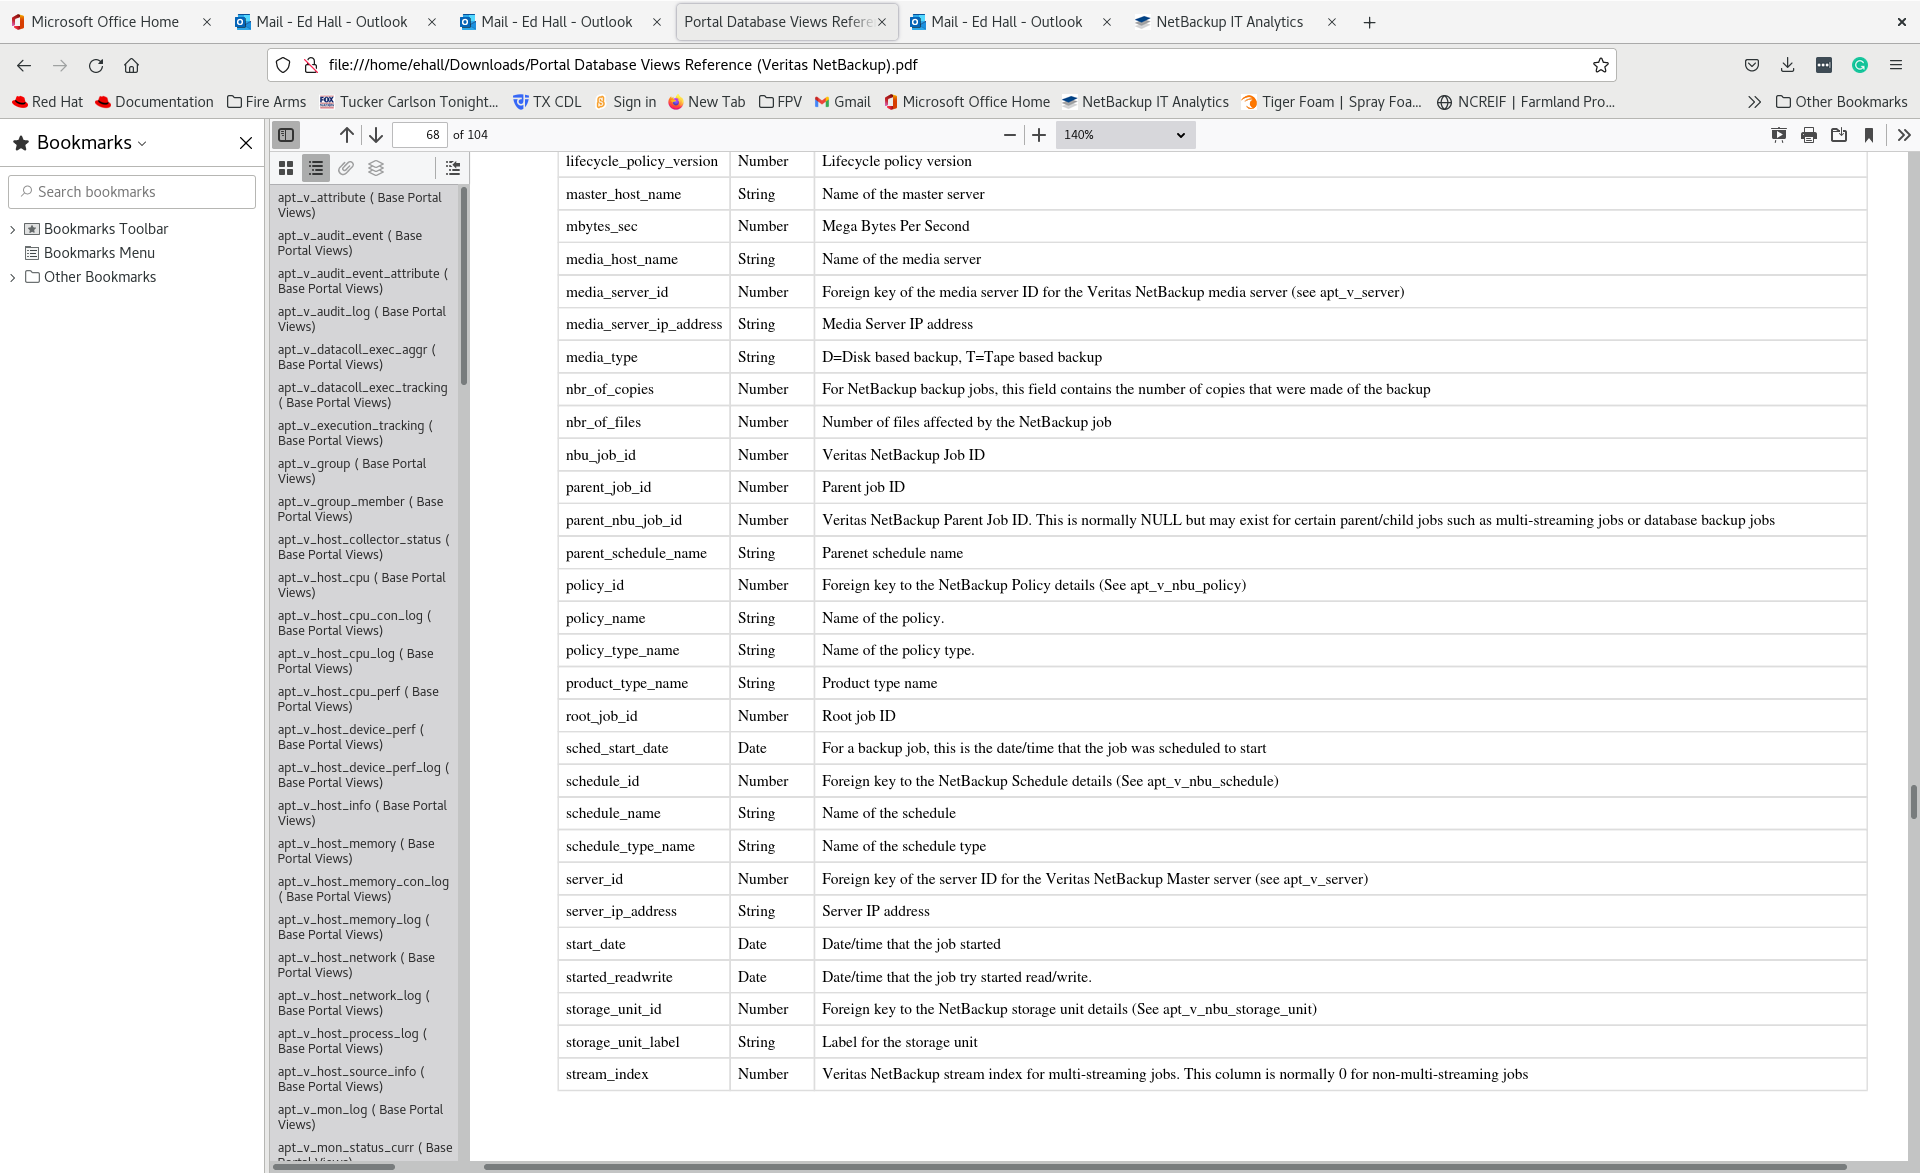 Microsoft Office Home
Mail - Ed Hall - Outlook
Mail - Ed Hall - Outlook
Portal Database Views Refere
Mail - Ed Hall - Outlook
NetBackup IT Analytics
file:///home/ehall/Downloads/Portal Database Views Reference (Veritas NetBackup).pdf
Red Hat
Documentation
Fire Arms
FOX NEWS Tucker Carlson Tonight...
TX CDL
Sign in
New Tab
FPV
Gmail
Microsoft Office Home
NetBackup IT Analytics
Tiger Foam | Spray Foa...
NCREIF | Farmland Pro...
Other Bookmarks
Bookmarks
68 of 104
140%
Search bookmarks
Bookmarks Toolbar
Bookmarks Menu
Other Bookmarks
apt_v_attribute ( Base Portal
Views)
apt_v_audit_event ( Base
Portal Views)
apt_v_audit_event_attribute (
Base Portal Views)
apt_v_audit_log ( Base Portal
Views)
apt_v_datacoll_exec_aggr (
Base Portal Views)
apt_v_datacoll_exec_tracking
( Base Portal Views)
apt_v_execution_tracking (
Base Portal Views)
apt_v_group ( Base Portal
Views)
apt_v_group_member ( Base
Portal Views)
apt_v_host_collector_status (
Base Portal Views)
apt_v_host_cpu ( Base Portal
Views)
apt_v_host_cpu_con_log (
Base Portal Views)
apt_v_host_cpu_log ( Base
Portal Views)
apt_v_host_cpu_perf ( Base
Portal Views)
apt_v_host_device_perf (
Base Portal Views)
apt_v_host_device_perf_log (
Base Portal Views)
apt_v_host_info ( Base Portal
Views)
apt_v_host_memory ( Base
Portal Views)
apt_v_host_memory_con_log
( Base Portal Views)
apt_v_host_memory_log (
Base Portal Views)
apt_v_host_network ( Base
Portal Views)
apt_v_host_network_log (
Base Portal Views)
apt_v_host_process_log (
Base Portal Views)
apt_v_host_source_info (
Base Portal Views)
apt_v_mon_log ( Base Portal
Views)
apt_v_mon_status_curr ( Base
Portal Views)
lifecycle_policy_version Number Lifecycle policy version
master_host_name String Name of the master server
mbytes_sec Number Mega Bytes Per Second
media_host_name String Name of the media server
media_server_id Number Foreign key of the media server ID for the Veritas NetBackup media server (see apt_v_server)
media_server_ip_address String Media Server IP address
media_type String D=Disk based backup, T=Tape based backup
nbr_of_copies Number For NetBackup backup jobs, this field contains the number of copies that were made of the backup
nbr_of_files Number Number of files affected by the NetBackup job
nbu_job_id Number Veritas NetBackup Job ID
parent_job_id Number Parent job ID
parent_nbu_job_id Number Veritas NetBackup Parent Job ID. This is normally NULL but may exist for certain parent/child jobs such as multi-streaming jobs or database backup jobs
parent_schedule_name String Parenet schedule name
policy_id Number Foreign key to the NetBackup Policy details (See apt_v_nbu_policy)
policy_name String Name of the policy.
policy_type_name String Name of the policy type.
product_type_name String Product type name
root_job_id Number Root job ID
sched_start_date Date For a backup job, this is the date/time that the job was scheduled to start
schedule_id Number Foreign key to the NetBackup Schedule details (See apt_v_nbu_schedule)
schedule_name String Name of the schedule
schedule_type_name String Name of the schedule type
server_id Number Foreign key of the server ID for the Veritas NetBackup Master server (see apt_v_server)
server_ip_address String Server IP address
start_date Date Date/time that the job started
started_readwrite Date Date/time that the job try started read/write.
storage_unit_id Number Foreign key to the NetBackup storage unit details (See apt_v_nbu_storage_unit)
storage_unit_label String Label for the storage unit
stream_index Number Veritas NetBackup stream index for multi-streaming jobs. This column is normally 0 for non-multi-streaming jobs